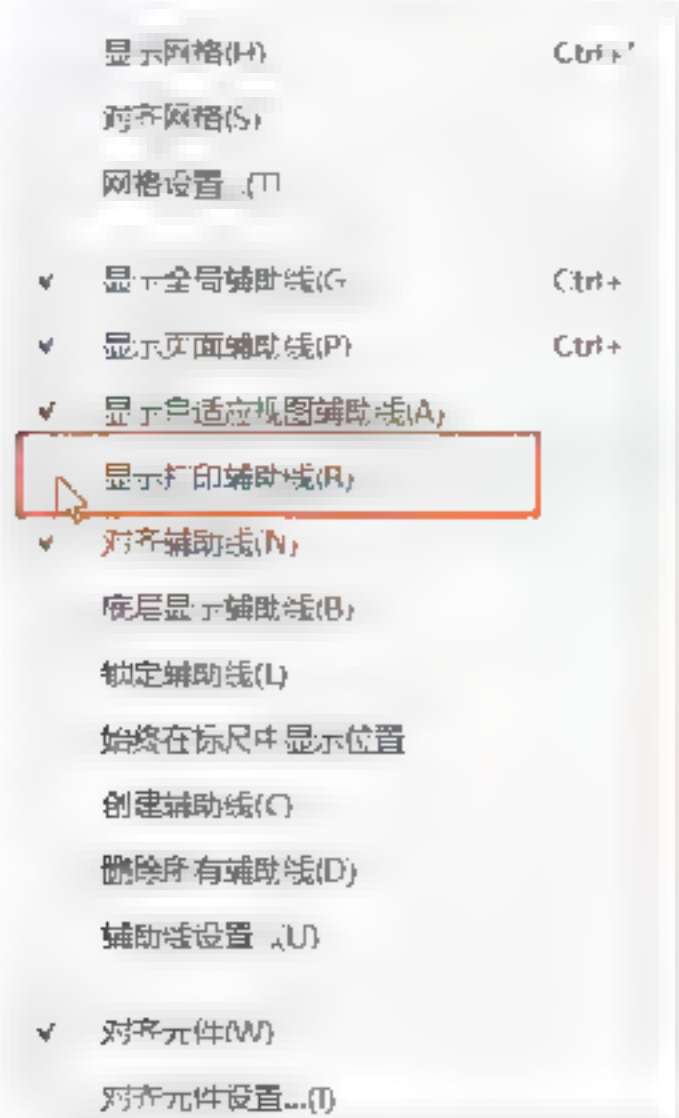 显示网格(H) Ctrl+'
对齐网格(S)
网格设置...(T)
显示全局辅助线(G) Ctrl+
显示页面辅助线(P) Ctrl+
显示自适应视图辅助线(A)
显示打印辅助线(R)
对齐辅助线(N)
底层显示辅助线(B)
锁定辅助线(L)
始终在标尺中显示位置
创建辅助线(C)
删除所有辅助线(D)
辅助线设置...(U)
对齐元件(W)
对齐元件设置...(I)